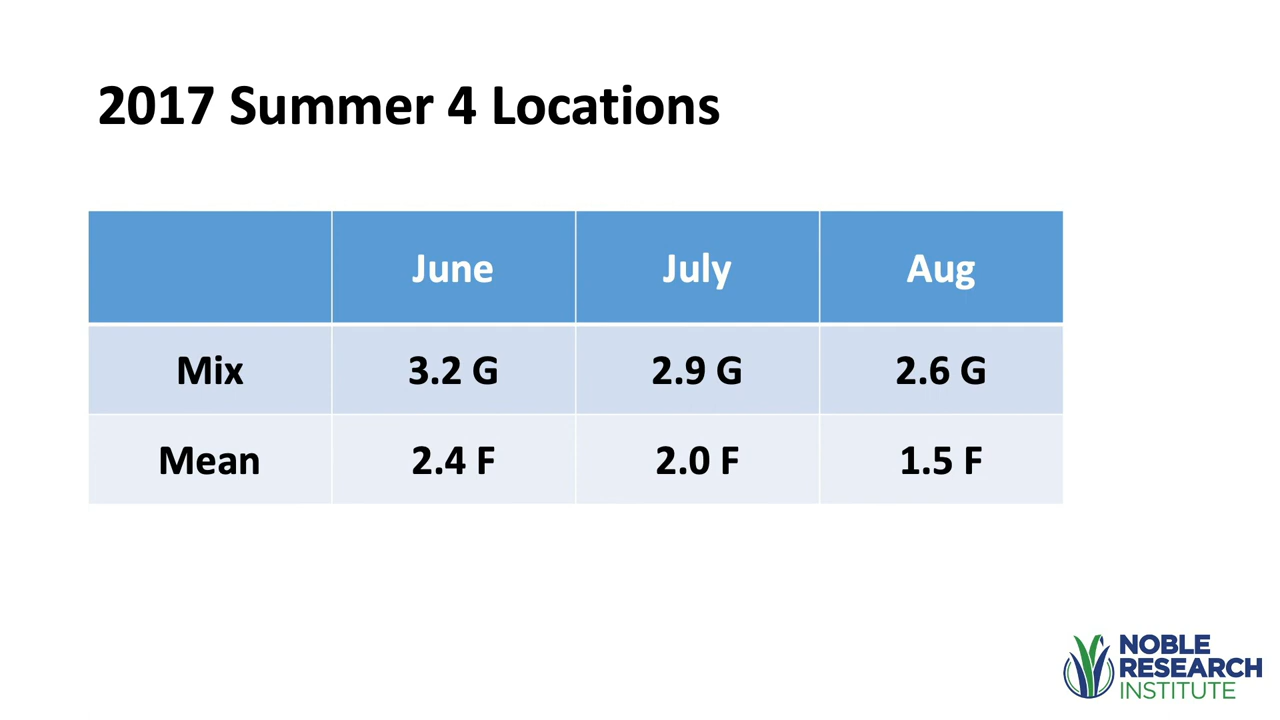 2017 Summer 4 Locations
June July Aug
Mix 3.2 G 2.9 G 2.6 G
Mean 2.4 F 2.0 F 1.5 F
NOBLE
RESEARCH
INSTITUTE